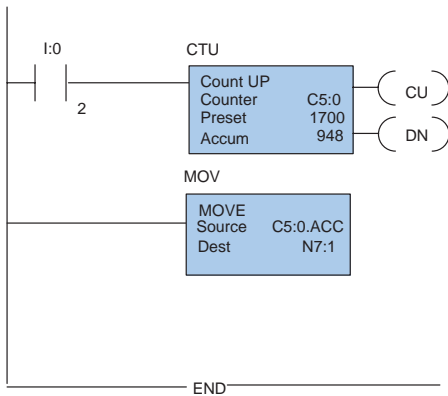 I:0
2
CTU
Count UP
Counter C5:0
Preset 1700
Accum 948
CU
DN
MOV
MOVE
Source C5:0.ACC
Dest N7:1
END